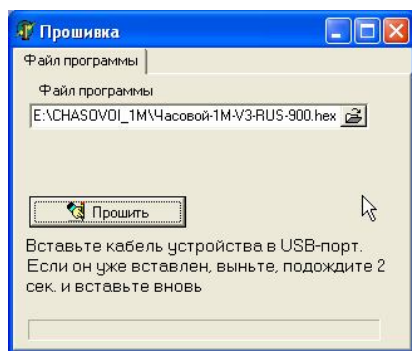 Прошивка
Файл программы
Файл программы
E:\CHASOVOI_1M\Часовой-1М-V3-RUS-900.hex
Прошить
Вставьте кабель устройства в USB-порт.
Если он уже вставлен, выньте, подождите 2
сек. и вставьте вновь